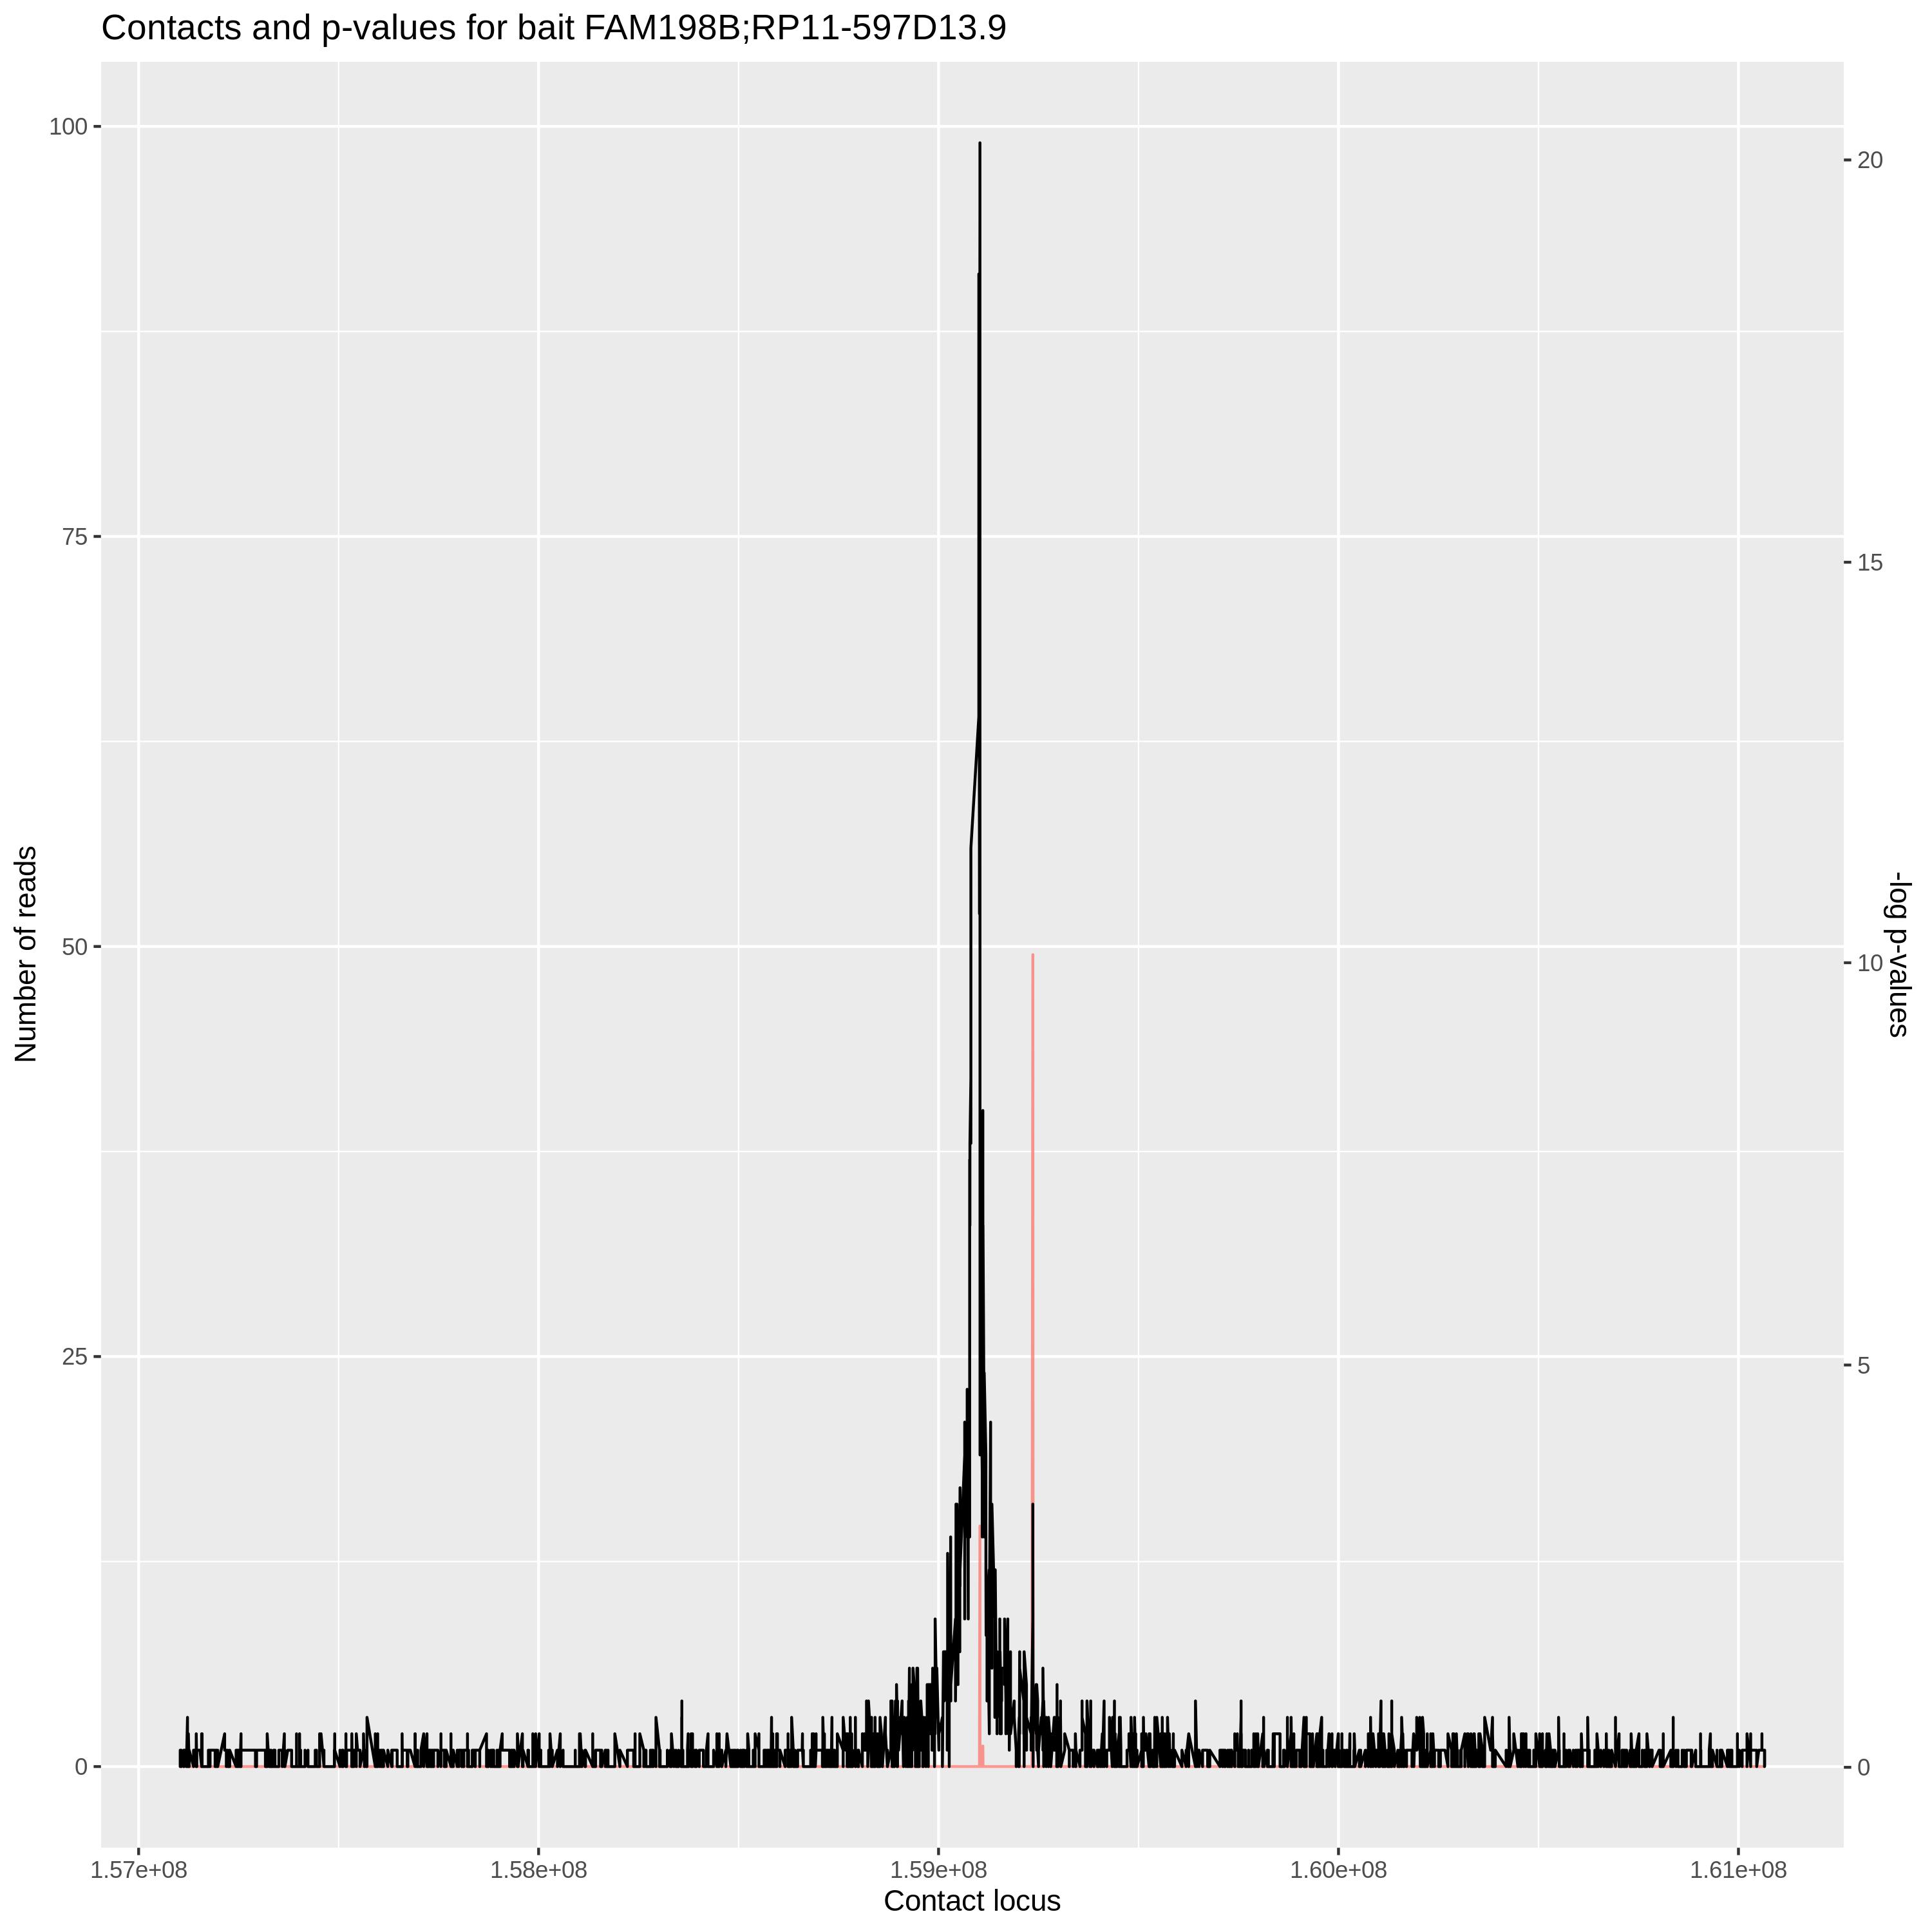 Contacts and p-values for bait FAM198B;RP11-597D13.9
100
75
50
25
0
Number of reads
20
15
10
5
0
-log p-values
1.57e+08
1.58e+08
1.59e+08
1.60e+08
1.61e+08
Contact locus